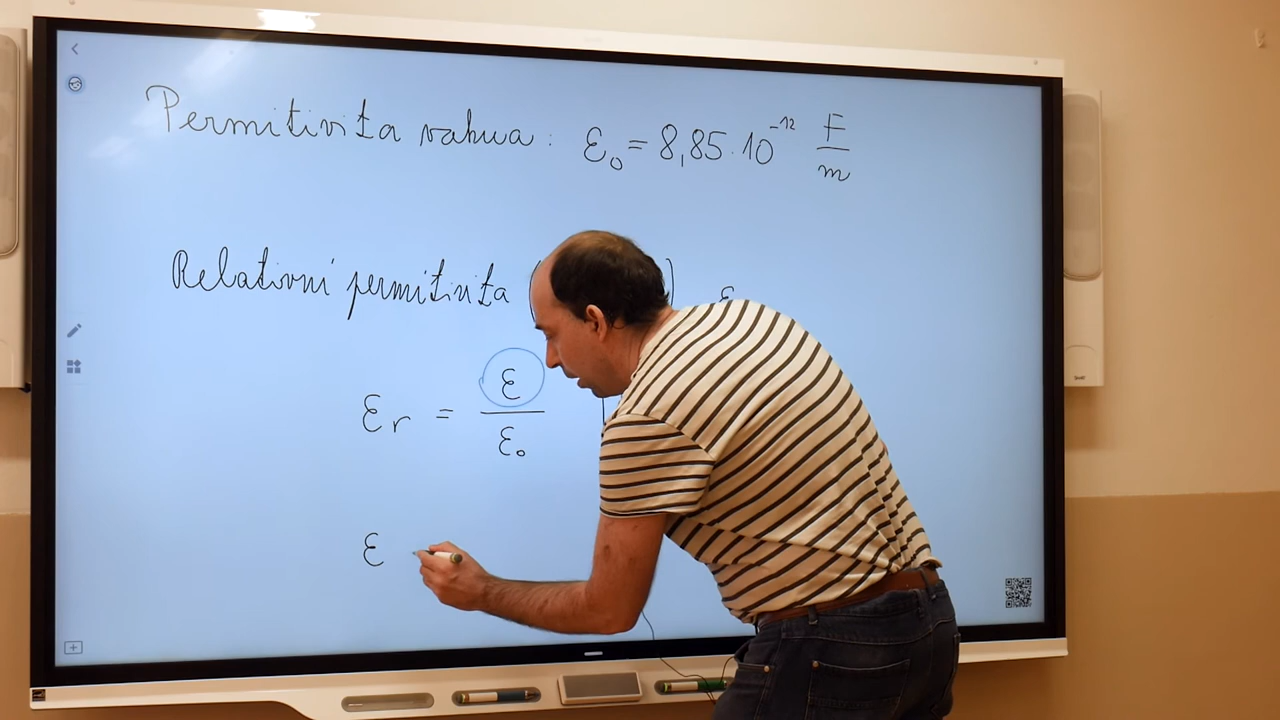 Permitivita vakua: ε₀ = 8,85·10⁻¹² F/m
Relativní permitivita ( ) ε
εᵣ = ε/ε₀
ε